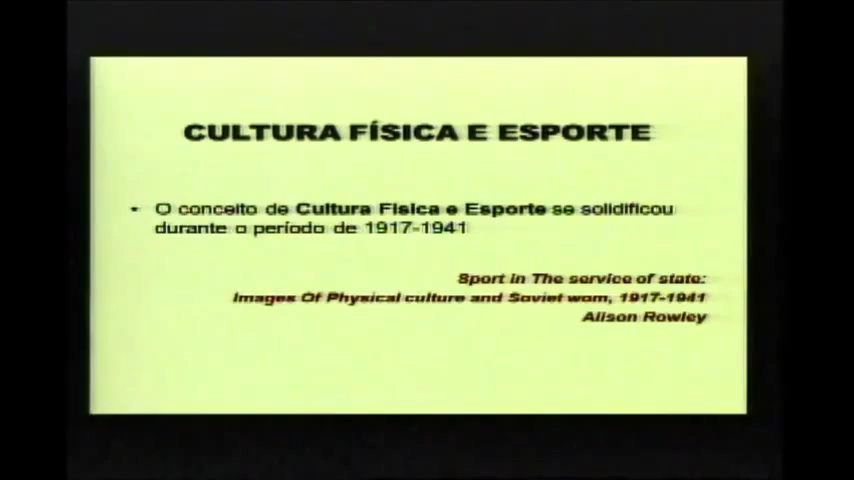 CULTURA FÍSICA E ESPORTE
• O conceito de Cultura Física e Esporte se solidificou
durante o período de 1917-1941
Sport in The service of state:
Images Of Physical culture and Soviet wom, 1917-1941
Alison Rowley